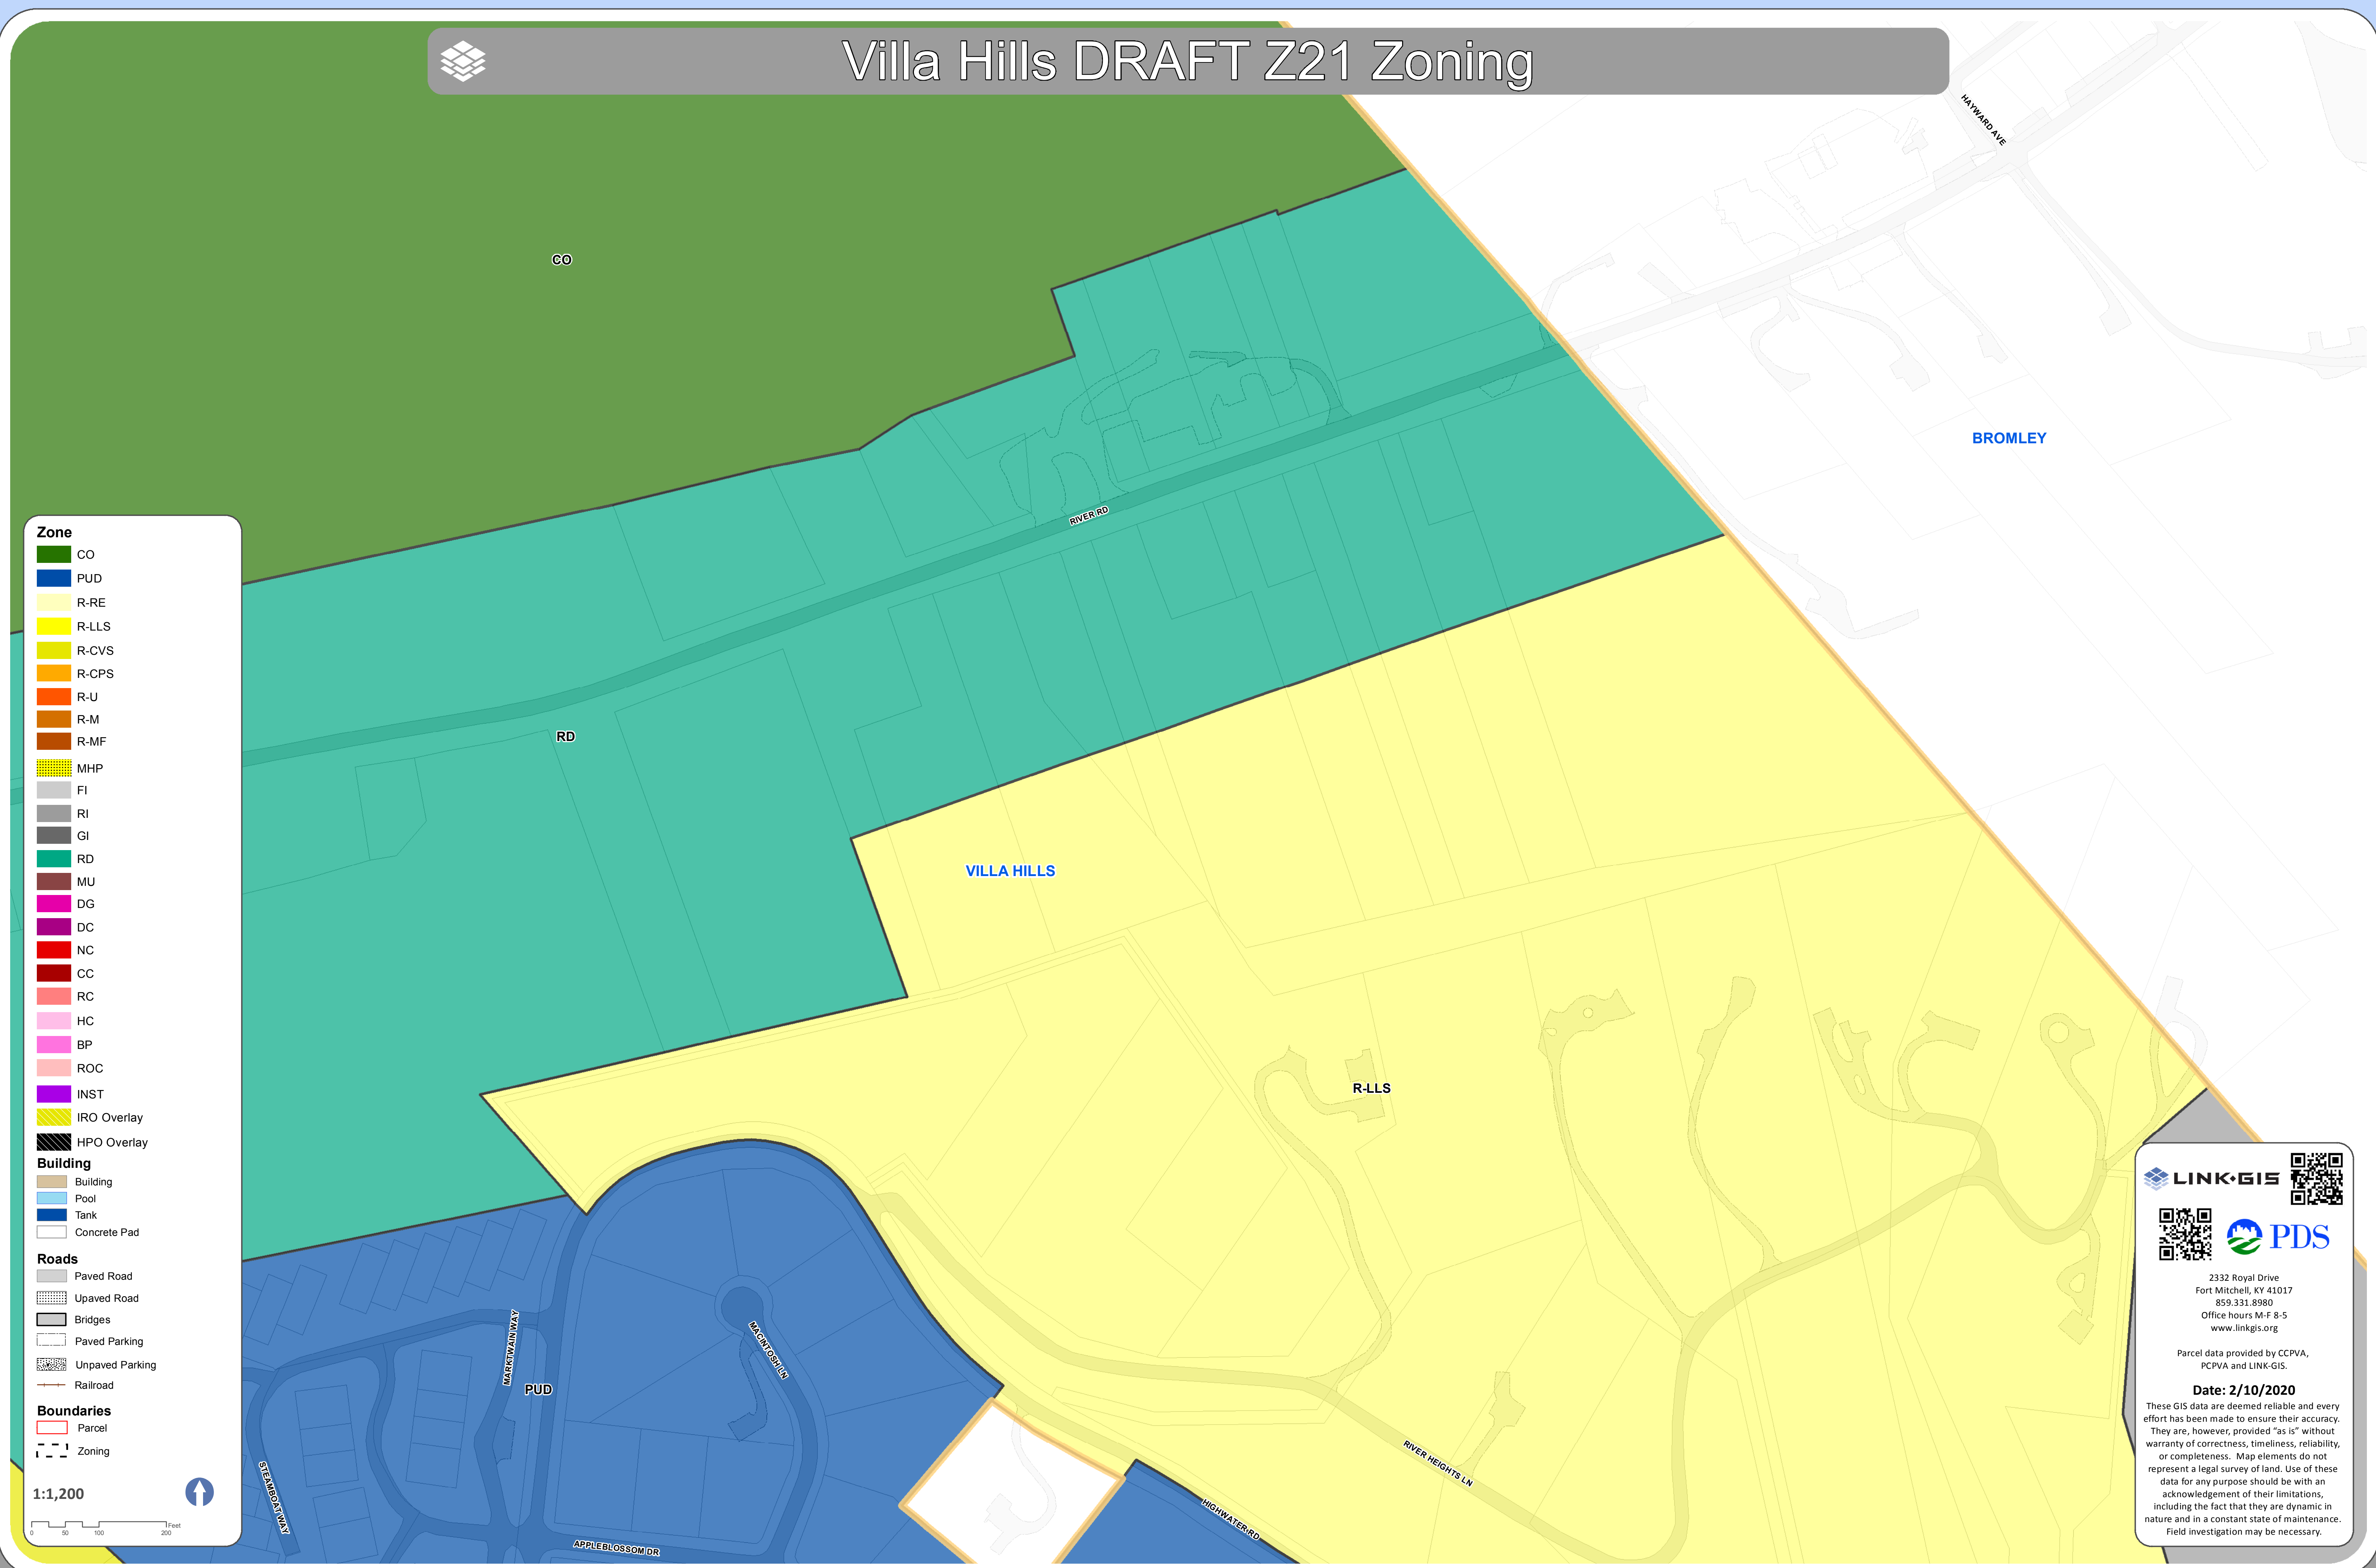 Villa Hills DRAFT Z21 Zoning
HAYWARD AVE
CO
BROMLEY
RIVER RD
RD
VILLA HILLS
R-LLS
MARKTWAIN WAY
MACINTOSH LN
PUD
STEAMBOAT WAY
APPLEBLOSSOM DR
HIGHWATER RD
RIVER HEIGHTS LN
Zone
CO
PUD
R-RE
R-LLS
R-CVS
R-CPS
R-U
R-M
R-MF
MHP
FI
RI
GI
RD
MU
DG
DC
NC
CC
RC
HC
BP
ROC
INST
IRO Overlay
HPO Overlay
Building
Building
Pool
Tank
Concrete Pad
Roads
Paved Road
Upaved Road
Bridges
Paved Parking
Unpaved Parking
Railroad
Boundaries
Parcel
Zoning
1:1,200
Feet
0 50 100 200
LINK•GIS
PDS
2332 Royal Drive
Fort Mitchell, KY 41017
859.331.8980
Office hours M-F 8-5
www.linkgis.org
Parcel data provided by CCPVA,
PCPVA and LINK-GIS.
Date: 2/10/2020
These GIS data are deemed reliable and every
effort has been made to ensure their accuracy.
They are, however, provided “as is” without
warranty of correctness, timeliness, reliability,
or completeness. Map elements do not
represent a legal survey of land. Use of these
data for any purpose should be with an
acknowledgement of their limitations,
including the fact that they are dynamic in
nature and in a constant state of maintenance.
Field investigation may be necessary.